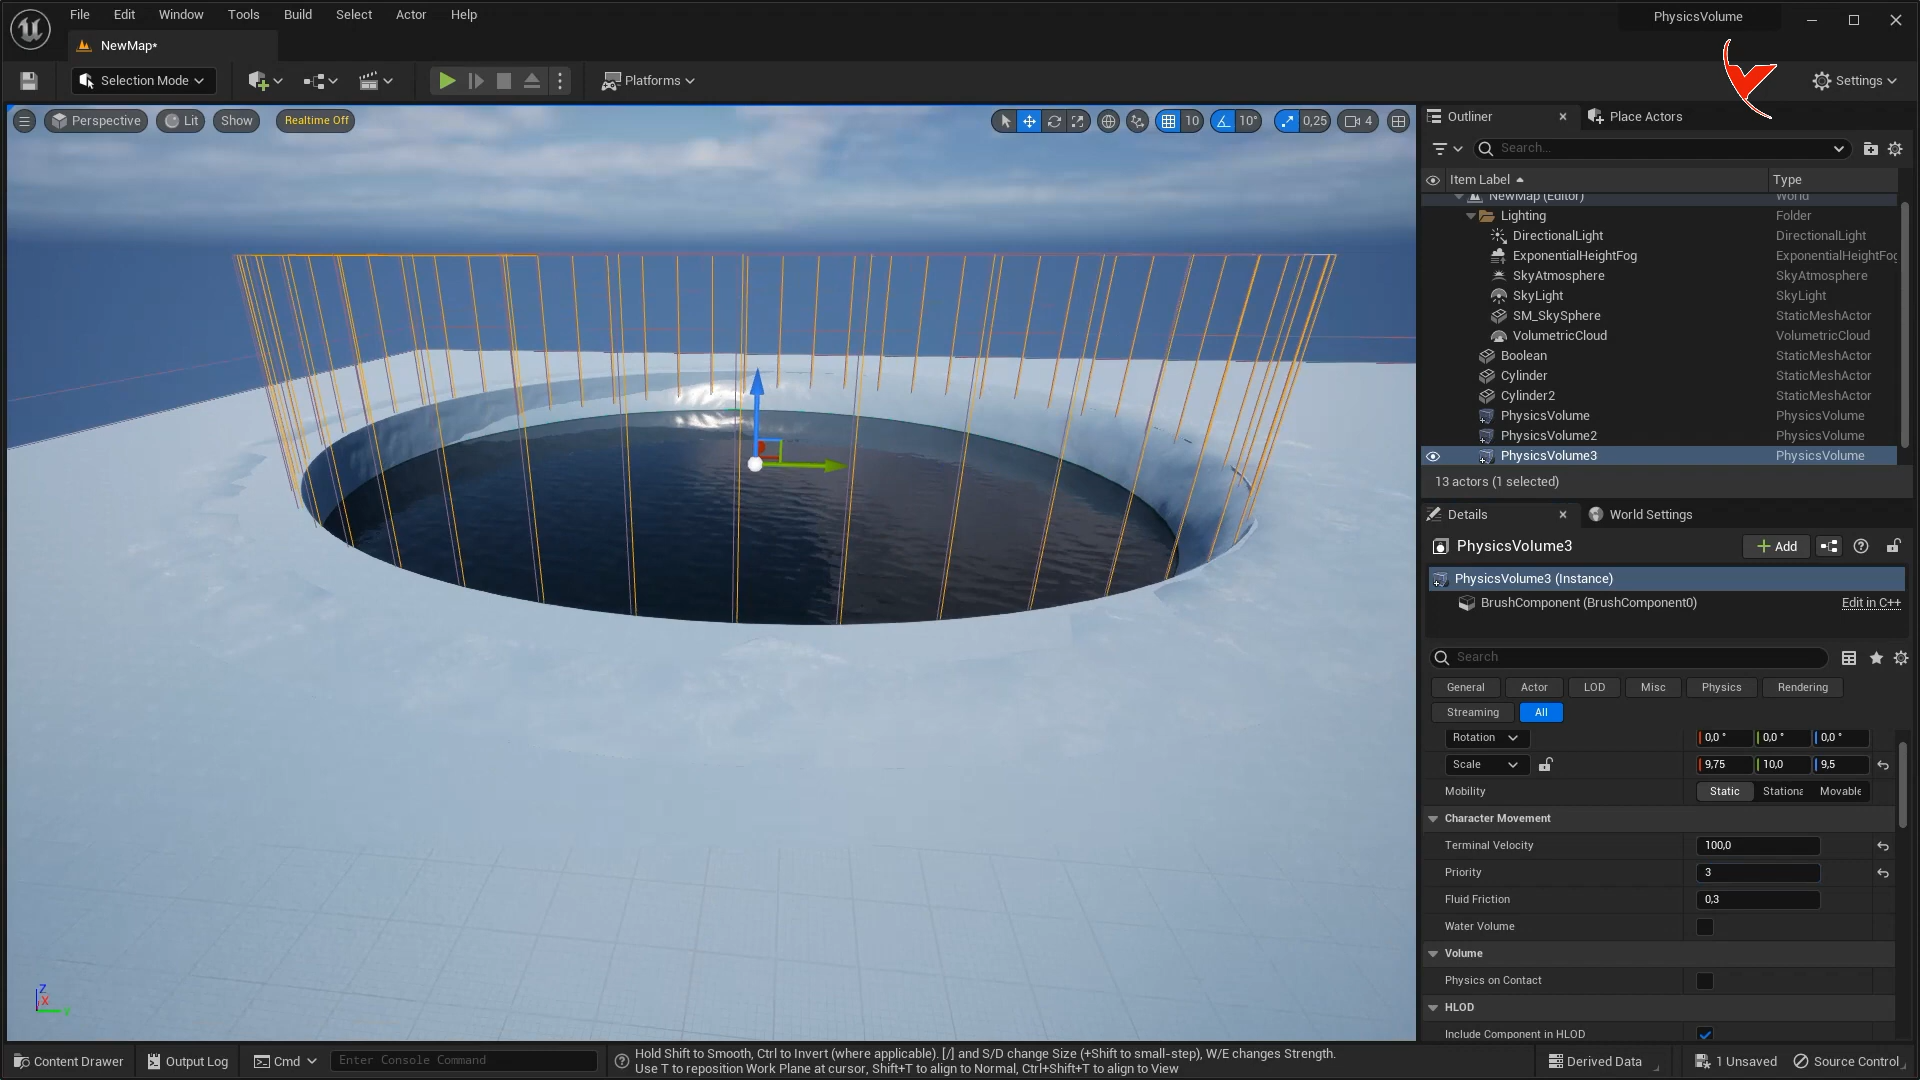 File Edit Window Tools Build Select Actor Help
PhysicsVolume
NewMap*
Selection Mode
Platforms
Settings
Perspective Lit Show Realtime Off
10 10° 0,25 4
Outliner
Place Actors
Search...
Item Label Type
NewMap (Editor) World
Lighting Folder
DirectionalLight DirectionalLight
ExponentialHeightFog ExponentialHeightFog
SkyAtmosphere SkyAtmosphere
SkyLight SkyLight
SM_SkySphere StaticMeshActor
VolumetricCloud VolumetricCloud
Boolean StaticMeshActor
Cylinder StaticMeshActor
Cylinder2 StaticMeshActor
PhysicsVolume PhysicsVolume
PhysicsVolume2 PhysicsVolume
PhysicsVolume3 PhysicsVolume
13 actors (1 selected)
Details
World Settings
PhysicsVolume3
Add
PhysicsVolume3 (Instance)
BrushComponent (BrushComponent0) Edit in C++
Search
General Actor LOD Misc Physics Rendering
Streaming All
Rotation 0,0 ° 0,0 ° 0,0 °
Scale 9,75 10,0 9,5
Mobility Static Stationa Movable
Character Movement
Terminal Velocity 100,0
Priority 3
Fluid Friction 0,3
Water Volume
Volume
Physics on Contact
HLOD
Include Component in HLOD
Z
X
Y
Content Drawer Output Log Cmd Enter Console Command
Hold Shift to Smooth, Ctrl to Invert (where applicable). [/] and S/D change Size (+Shift to small-step), W/E changes Strength.
Use T to reposition Work Plane at cursor, Shift+T to align to Normal, Ctrl+Shift+T to align to View
Derived Data 1 Unsaved Source Control